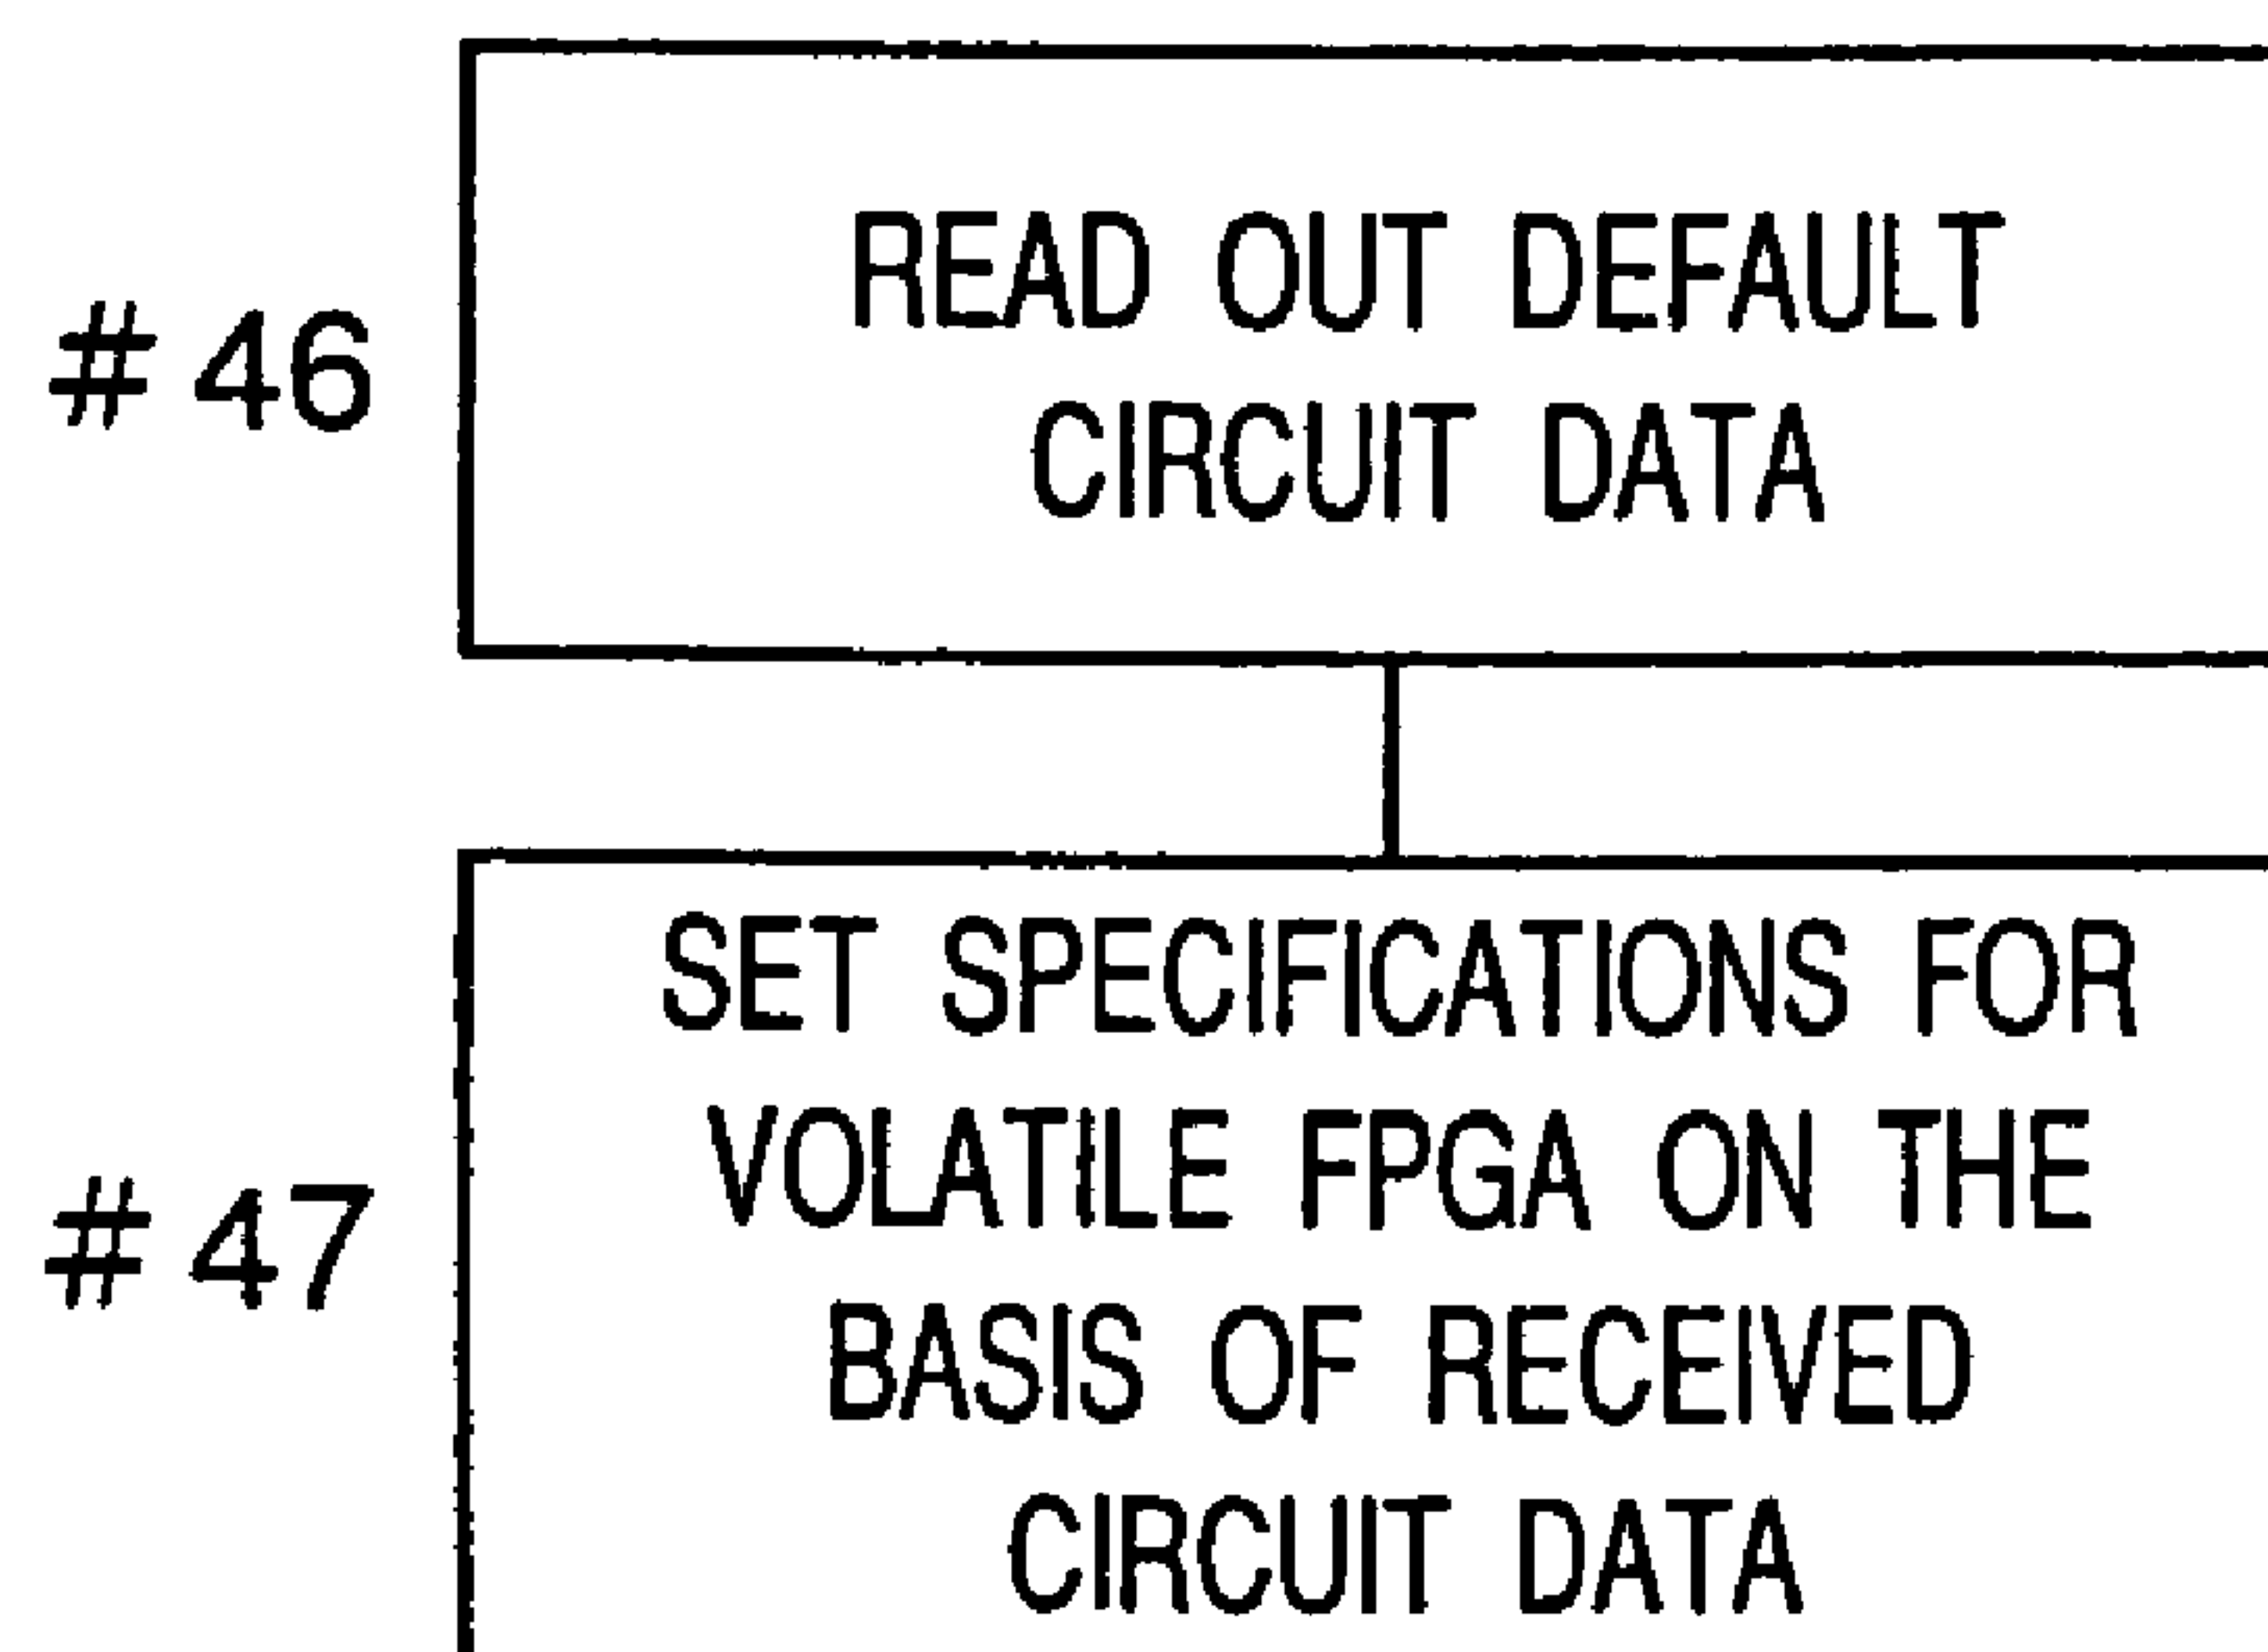 #46
READ OUT DEFAULT
CIRCUIT DATA
#47
SET SPECIFICATIONS FOR
VOLATILE FPGA ON THE
BASIS OF RECEIVED
CIRCUIT DATA